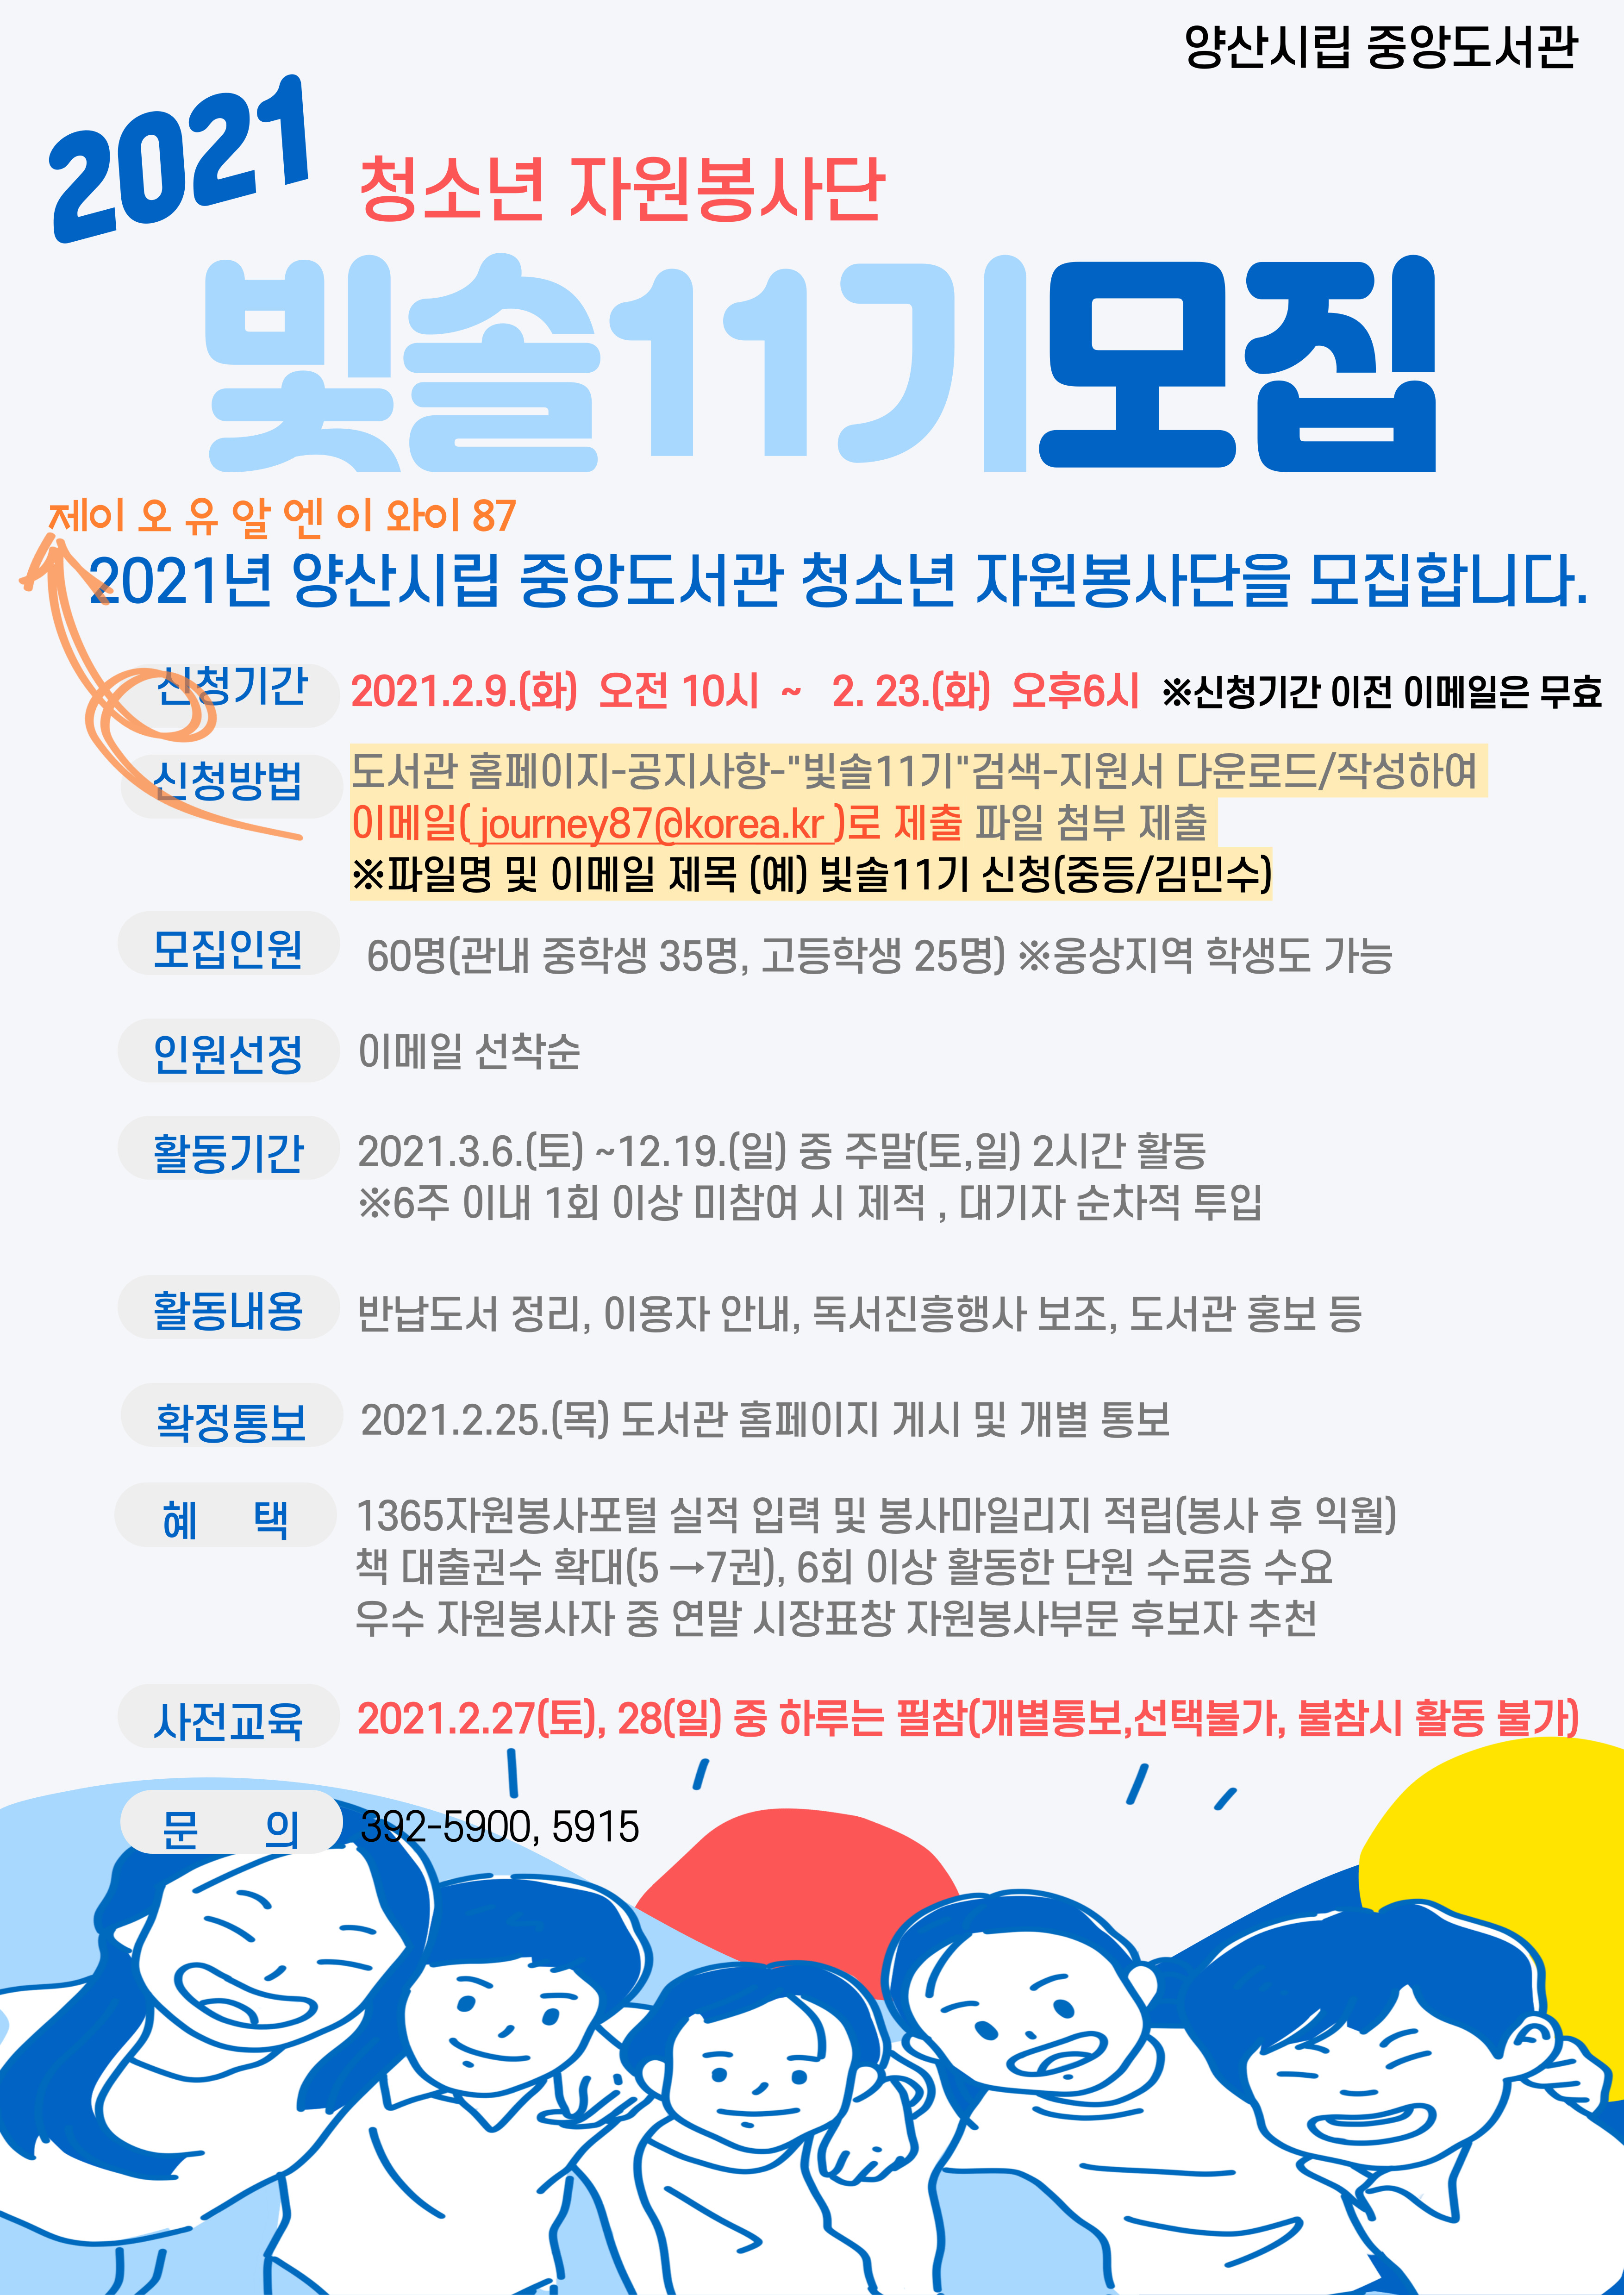 양산시립 중앙도서관
2021
청소년 자원봉사단
빛솔11기모집
제이 오 유 알 엔 이 와이 87
2021년 양산시립 중앙도서관 청소년 자원봉사단을 모집합니다.
신청기간 2021.2.9.(화) 오전 10시 ~ 2. 23.(화) 오후6시 ※신청기간 이전 이메일은 무효
신청방법 도서관 홈페이지-공지사항-"빛솔11기"검색-지원서 다운로드/작성하여
이메일( journey87@korea.kr )로 제출 파일 첨부 제출
※파일명 및 이메일 제목 (예) 빛솔11기 신청(중등/김민수)
모집인원 60명(관내 중학생 35명, 고등학생 25명) ※웅상지역 학생도 가능
인원선정 이메일 선착순
활동기간 2021.3.6.(토) ~12.19.(일) 중 주말(토,일) 2시간 활동
※6주 이내 1회 이상 미참여 시 제적 , 대기자 순차적 투입
활동내용 반납도서 정리, 이용자 안내, 독서진흥행사 보조, 도서관 홍보 등
확정통보 2021.2.25.(목) 도서관 홈페이지 게시 및 개별 통보
혜 택 1365자원봉사포털 실적 입력 및 봉사마일리지 적립(봉사 후 익월)
책 대출권수 확대(5 →7권), 6회 이상 활동한 단원 수료증 수요
우수 자원봉사자 중 연말 시장표창 자원봉사부문 후보자 추천
사전교육 2021.2.27(토), 28(일) 중 하루는 필참(개별통보,선택불가, 불참시 활동 불가)
문 의 392-5900, 5915